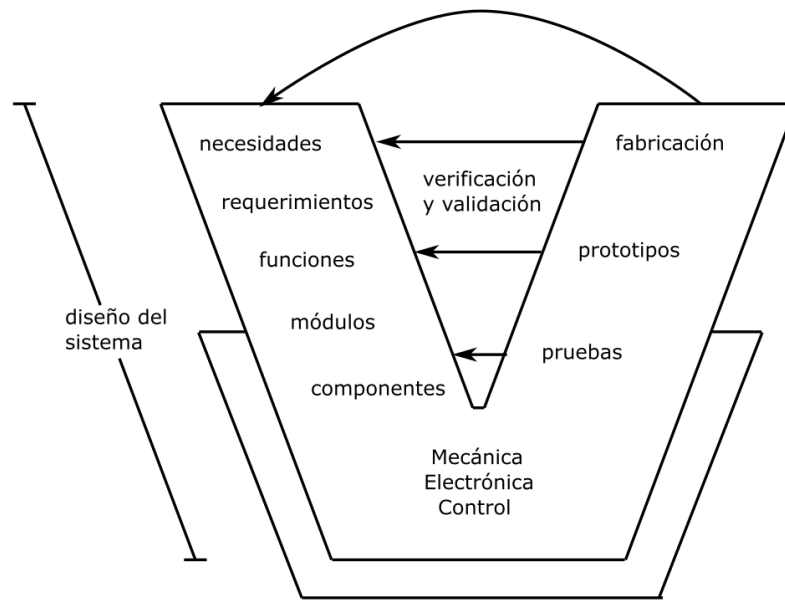 necesidades
fabricación
verificación
y validación
requerimientos
funciones
prototipos
diseño del
sistema
módulos
pruebas
componentes
Mecánica
Electrónica
Control